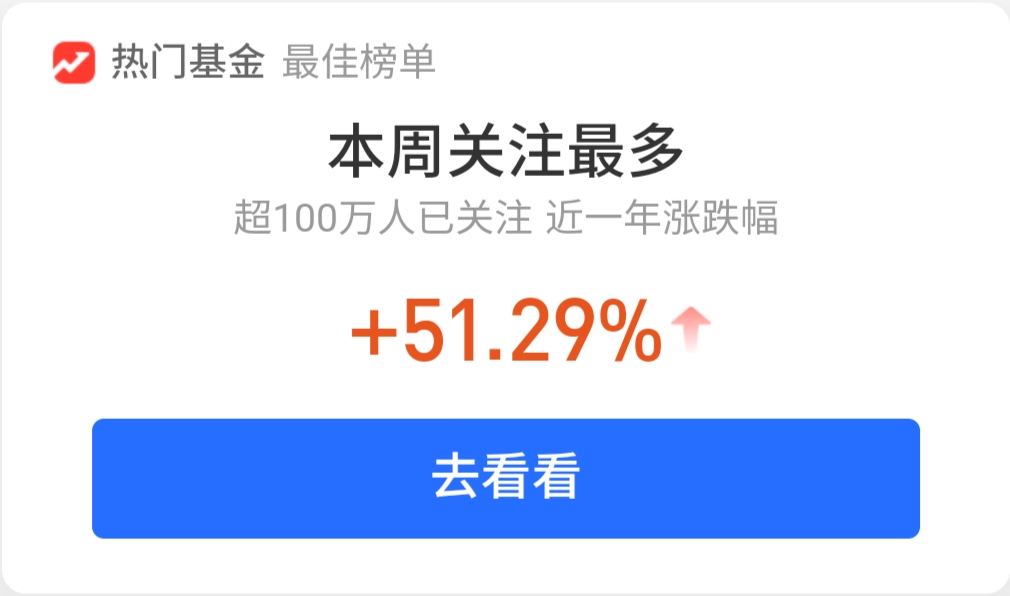 热门基金 最佳榜单
本周关注最多
超100万人已关注 近一年涨跌幅
+51.29%
去看看